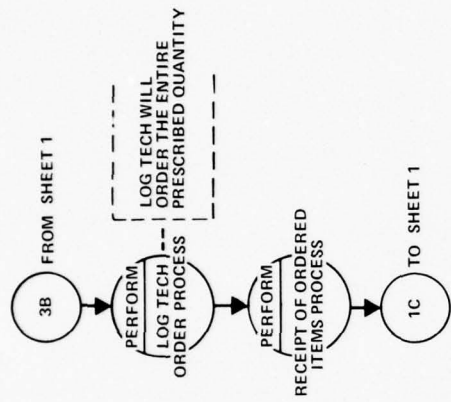 3B
FROM SHEET 1
PERFORM
LOG TECH
ORDER PROCESS
LOG TECH WILL
ORDER THE ENTIRE
PRESCRIBED QUANTITY
PERFORM
RECEIPT OF ORDERED
ITEMS PROCESS
1C
TO SHEET 1